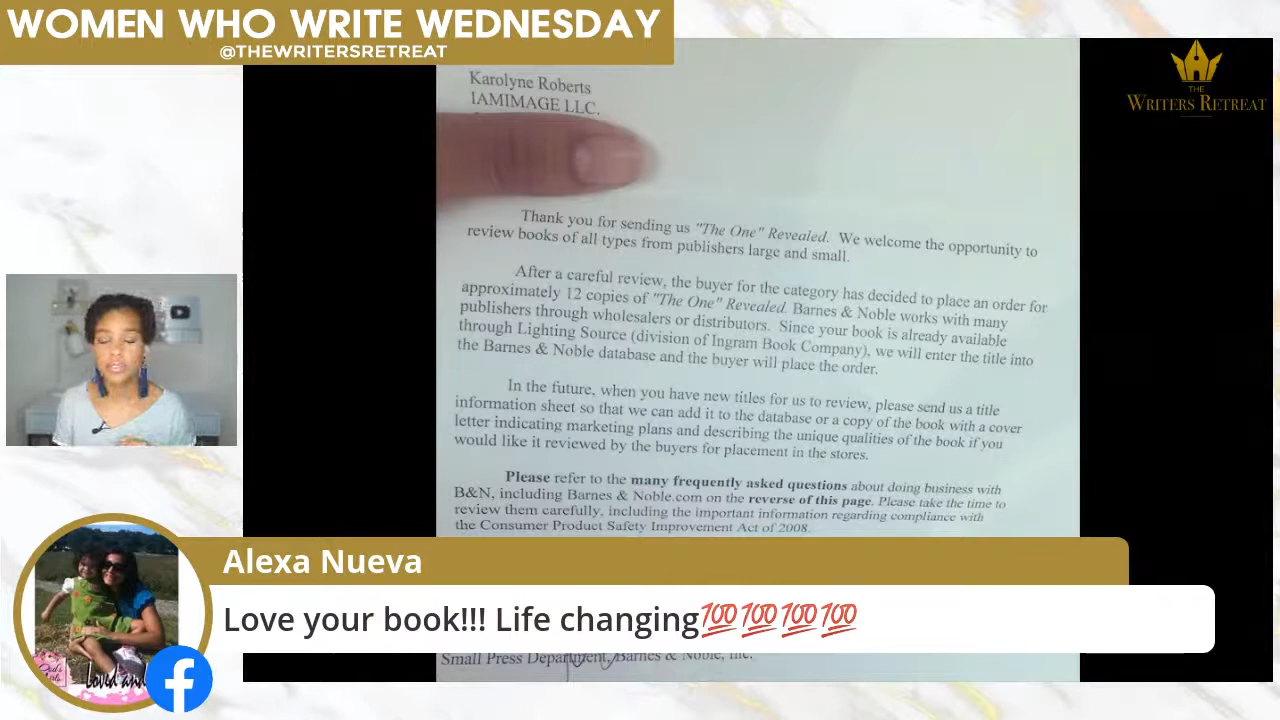 WOMEN WHO WRITE WEDNESDAY
@THEWRITERSRETREAT
THE
WRITERS RETREAT
Karolyne Roberts
IAMIMAGE LLC.
Thank you for sending us "The One" Revealed. We welcome the opportunity to
review books of all types from publishers large and small.
After a careful review, the buyer for the category has decided to place an order for
approximately 12 copies of "The One" Revealed. Barnes & Noble works with many
publishers through wholesalers or distributors. Since your book is already available
through Lighting Source (division of Ingram Book Company), we will enter the title into
the Barnes & Noble database and the buyer will place the order.
In the future, when you have new titles for us to review, please send us a title
information sheet so that we can add it to the database or a copy of the book with a cover
letter indicating marketing plans and describing the unique qualities of the book if you
would like it reviewed by the buyers for placement in the stores.
Please refer to the many frequently asked questions about doing business with
B&N, including Barnes & Noble.com on the reverse of this page. Please take the time to
review them carefully, including the important information regarding compliance with
the Consumer Product Safety Improvement Act of 2008.
Alexa Nueva
Love your book!!! Life changing💯💯💯💯
Small Press Department, Barnes & Noble, Inc.
Loved and